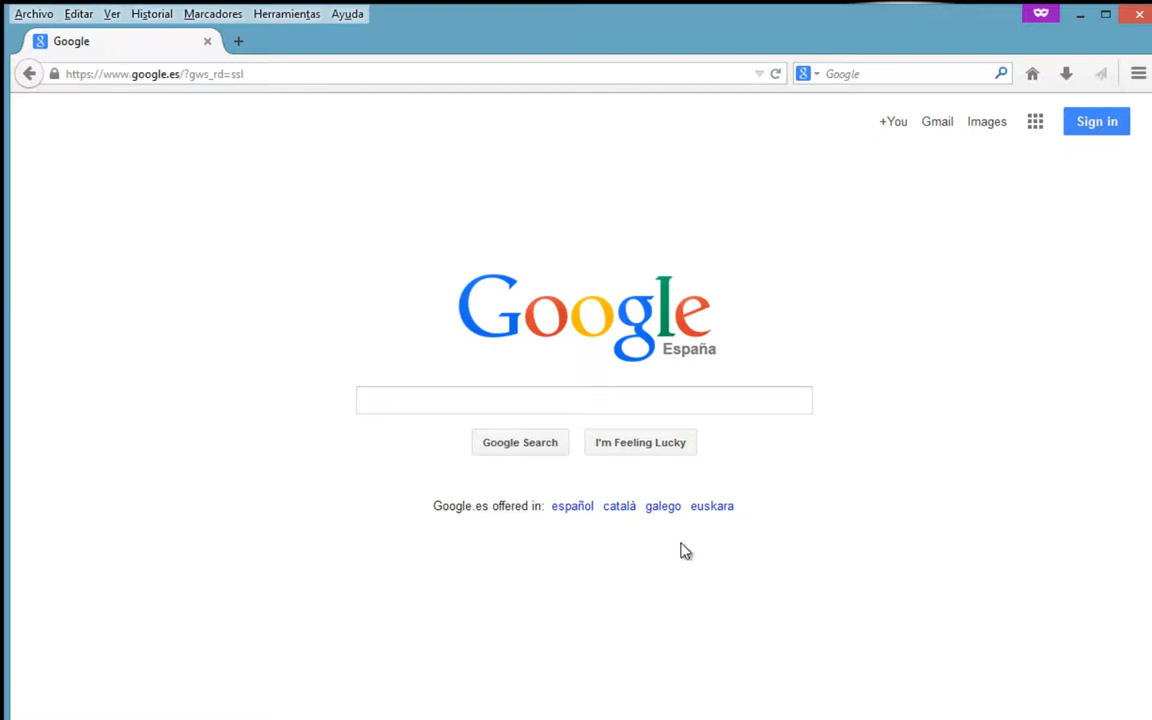 Archivo Editar Ver Historial Marcadores Herramientas Ayuda
Google
https://www.google.es/?gws_rd=ssl
Google
+You Gmail Images Sign in
Google
España
Google Search I'm Feeling Lucky
Google.es offered in: español català galego euskara